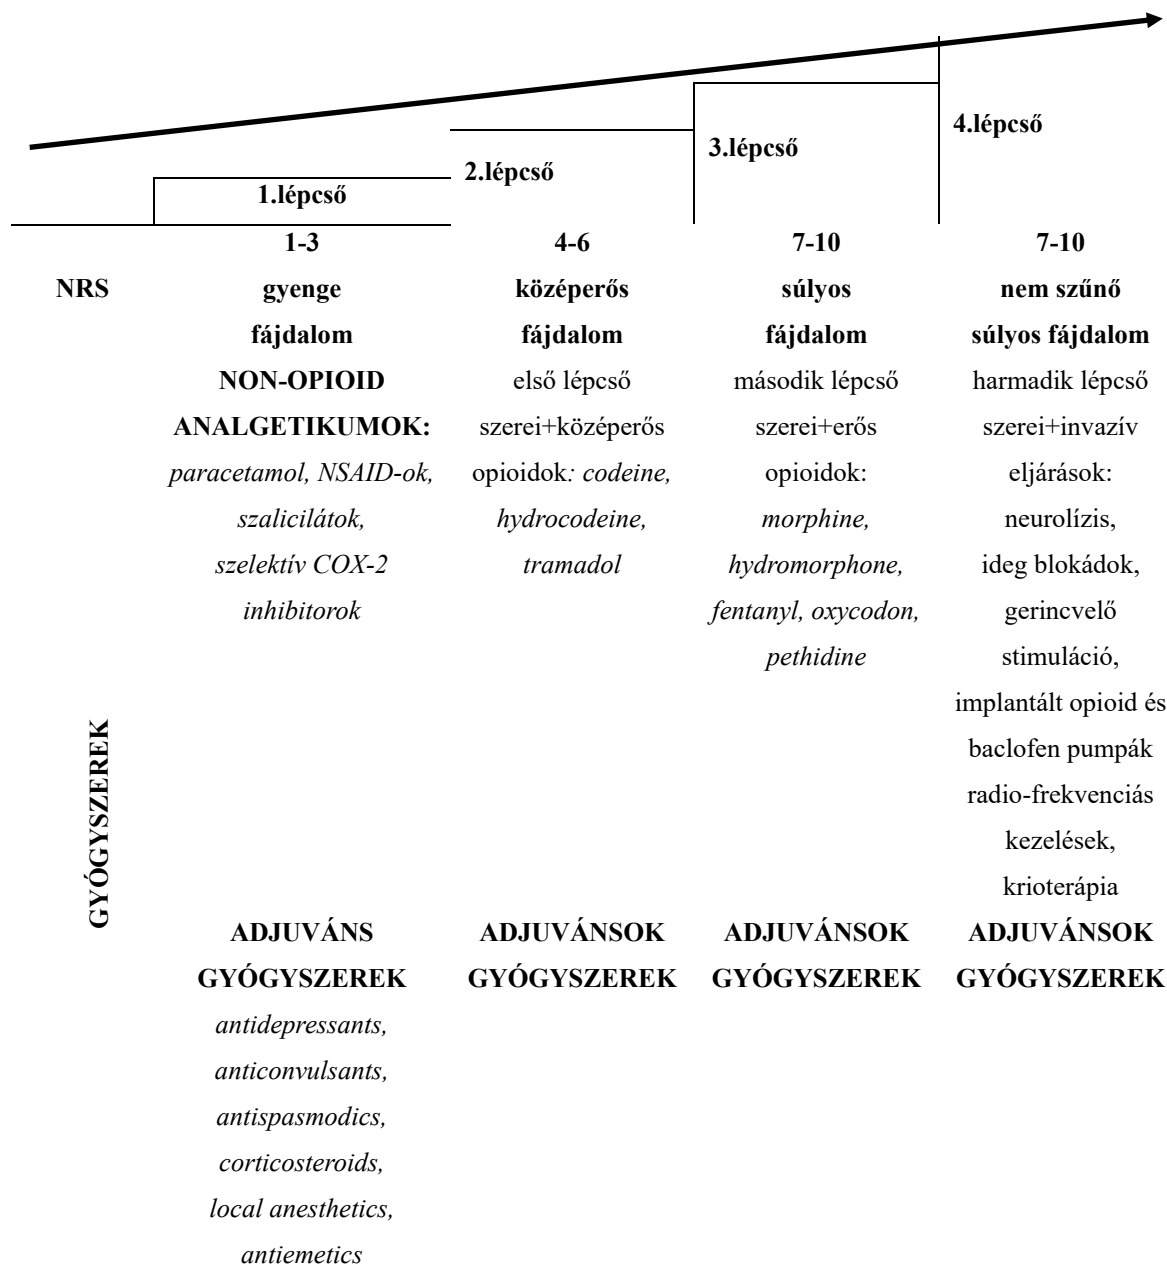 1.lépcső
2.lépcső
3.lépcső
4.lépcső
NRS
1-3
gyenge
fájdalom
4-6
középerős
fájdalom
7-10
súlyos
fájdalom
7-10
nem szűnő
súlyos fájdalom
GYÓGYSZEREK
NON-OPIOID
ANALGETIKUMOK:
paracetamol, NSAID-ok,
szalicilátok,
szelektív COX-2
inhibitorok
első lépcső
szerei+középerős
opioidok: codeine,
hydrocodeine,
tramadol
második lépcső
szerei+erős
opioidok:
morphine,
hydromorphone,
fentanyl, oxycodon,
pethidine
harmadik lépcső
szerei+invazív
eljárások:
neurolízis,
ideg blokádok,
gerincvelő
stimuláció,
implantált opioid és
baclofen pumpák
radio-frekvenciás
kezelések,
krioterápia
ADJUVÁNS
GYÓGYSZEREK
antidepressants,
anticonvulsants,
antispasmodics,
corticosteroids,
local anesthetics,
antiemetics
ADJUVÁNSOK
GYÓGYSZEREK
ADJUVÁNSOK
GYÓGYSZEREK
ADJUVÁNSOK
GYÓGYSZEREK